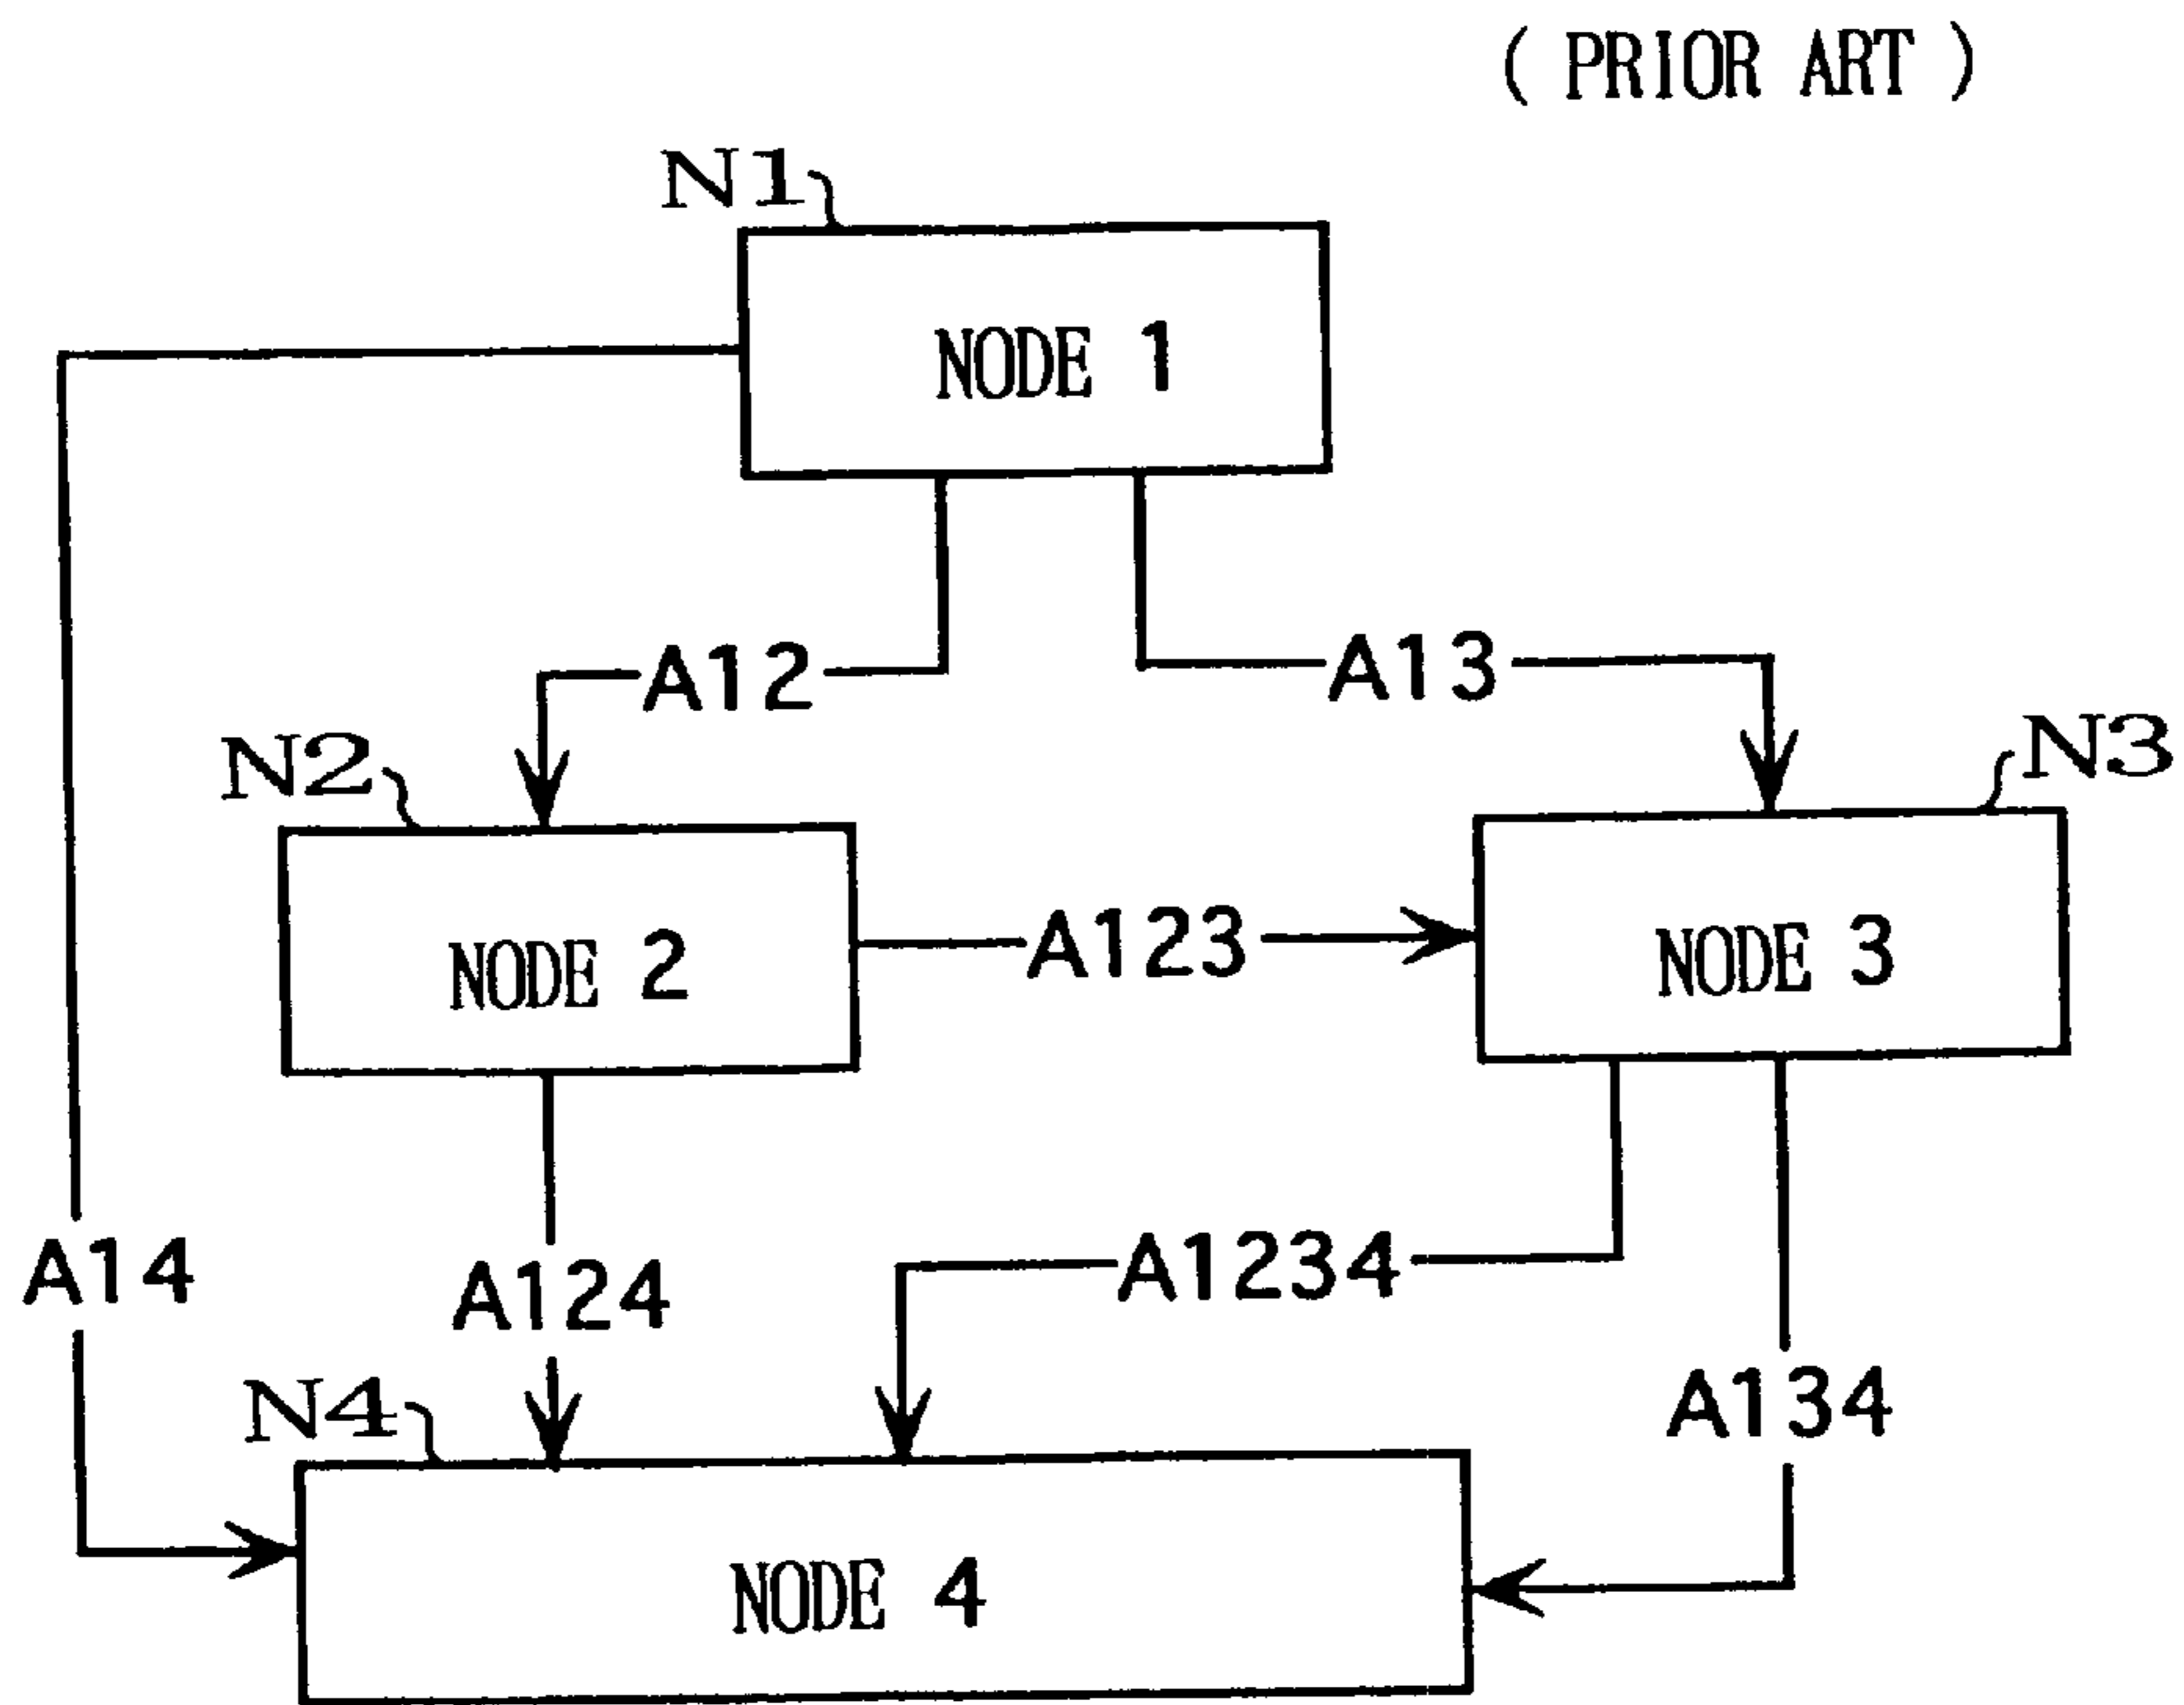 ( PRIOR ART )
N1
NODE 1
A12
A13
N2
N3
NODE 2
A123
NODE 3
A14
A124
A1234
A134
N4
NODE 4